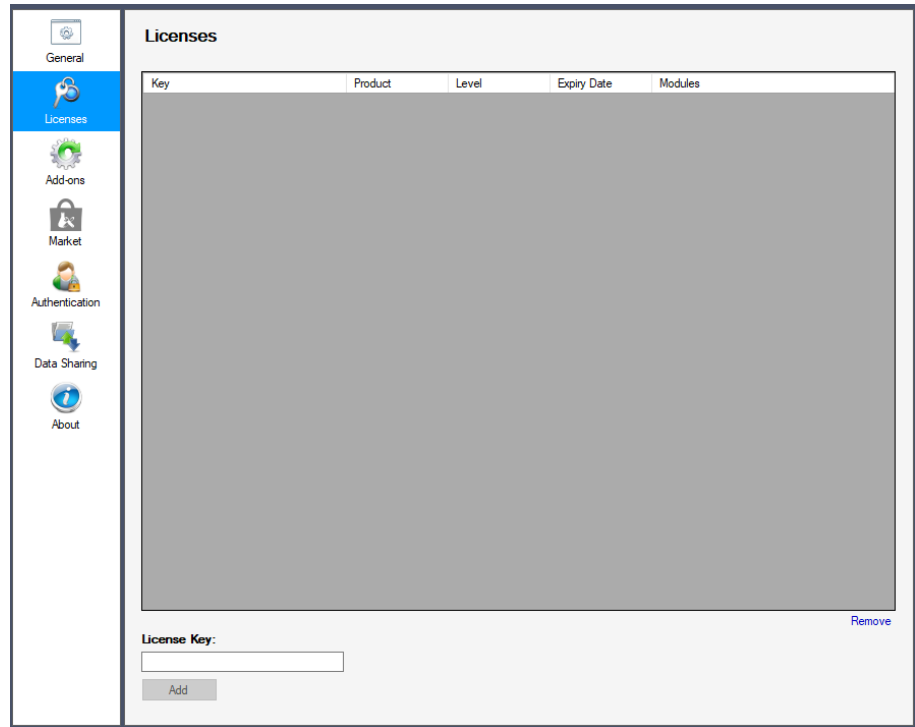 General
Licenses
Add-ons
Market
Authentication
Data Sharing
About
Licenses
Key Product Level Expiry Date Modules
Remove
License Key:
Add